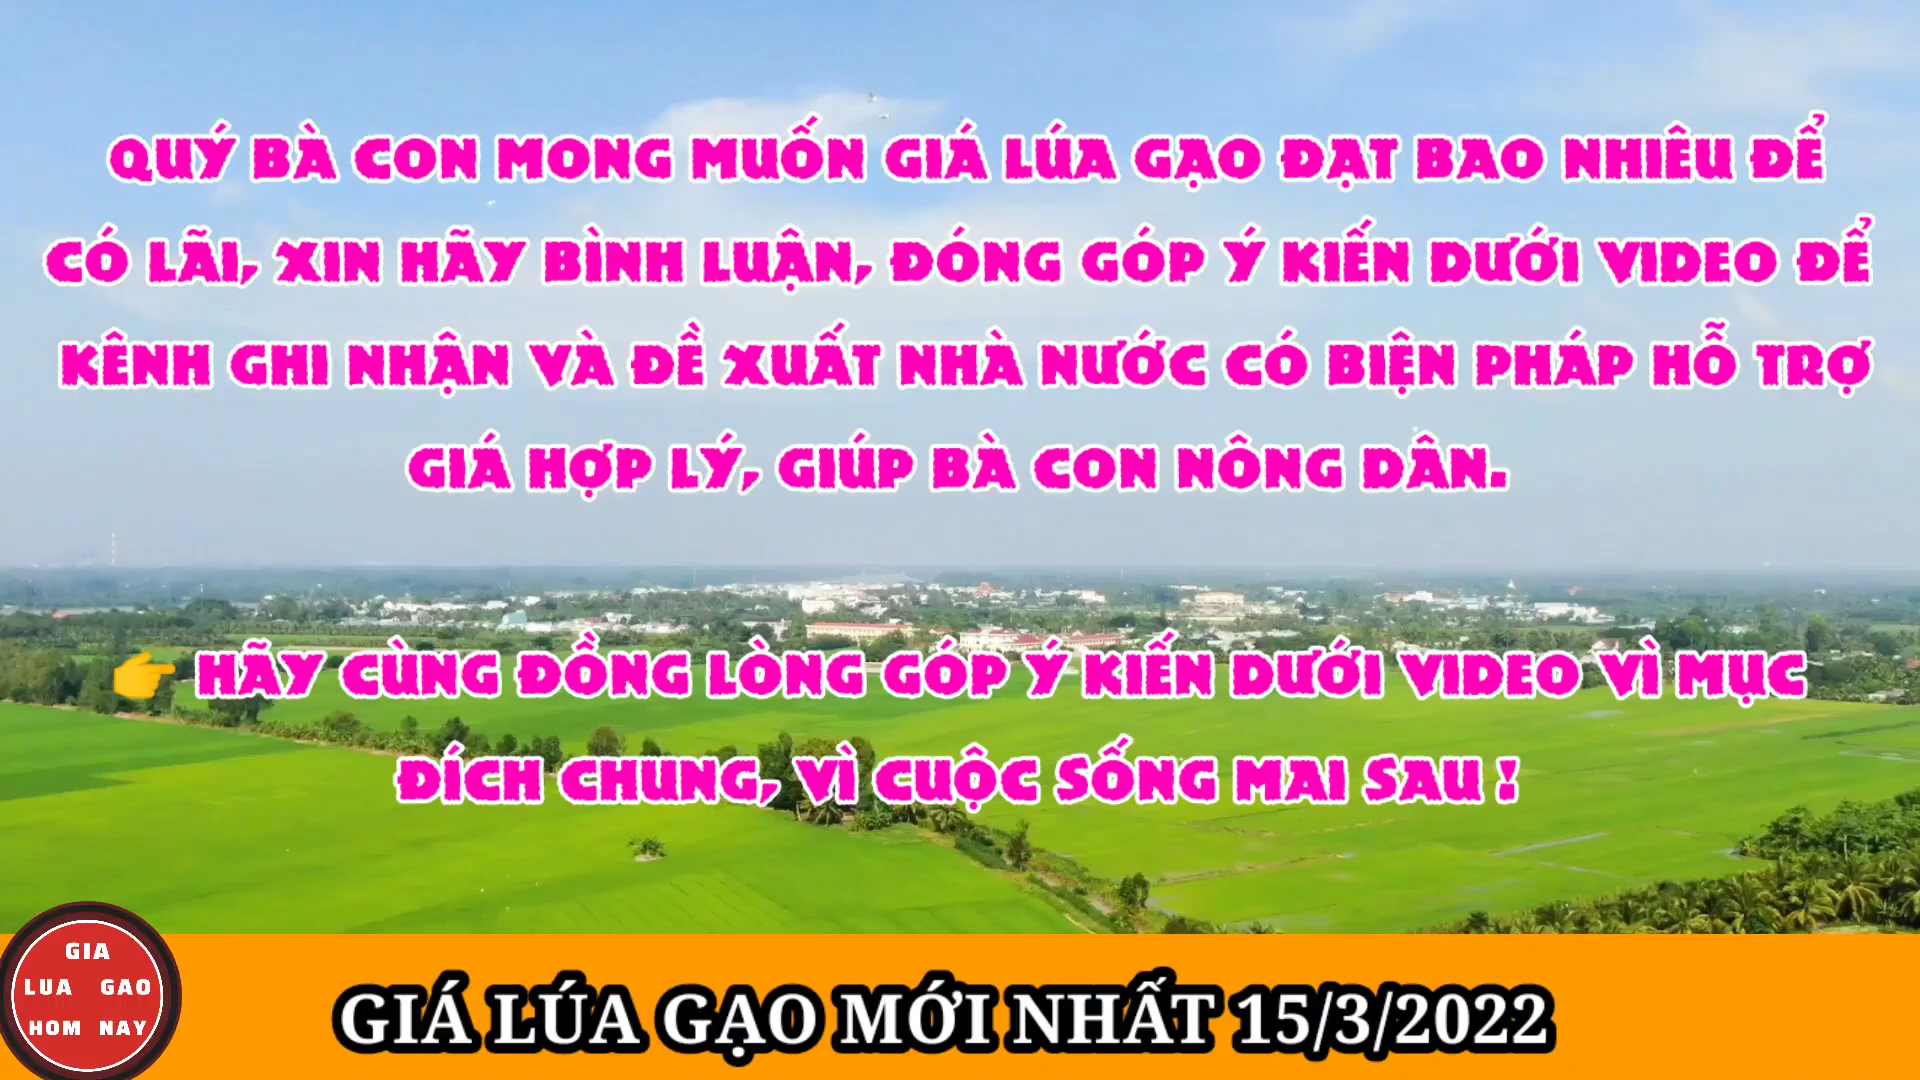 QUÝ BÀ CON MONG MUỐN GIÁ LÚA GẠO ĐẠT BAO NHIÊU ĐỂ
CÓ LÃI, XIN HÃY BÌNH LUẬN, ĐÓNG GÓP Ý KIẾN DƯỚI VIDEO ĐỂ
KÊNH GHI NHẬN VÀ ĐỀ XUẤT NHÀ NƯỚC CÓ BIỆN PHÁP HỖ TRỢ
GIÁ HỢP LÝ, GIÚP BÀ CON NÔNG DÂN.
👉 HÃY CÙNG ĐỒNG LÒNG GÓP Ý KIẾN DƯỚI VIDEO VÌ MỤC
ĐÍCH CHUNG, VÌ CUỘC SỐNG MAI SAU !
GIA
LUA GAO
HOM NAY
GIÁ LÚA GẠO MỚI NHẤT 15/3/2022